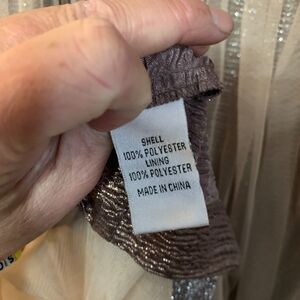 SHELL
100% POLYESTER
LINING
100% POLYESTER
MADE IN CHINA